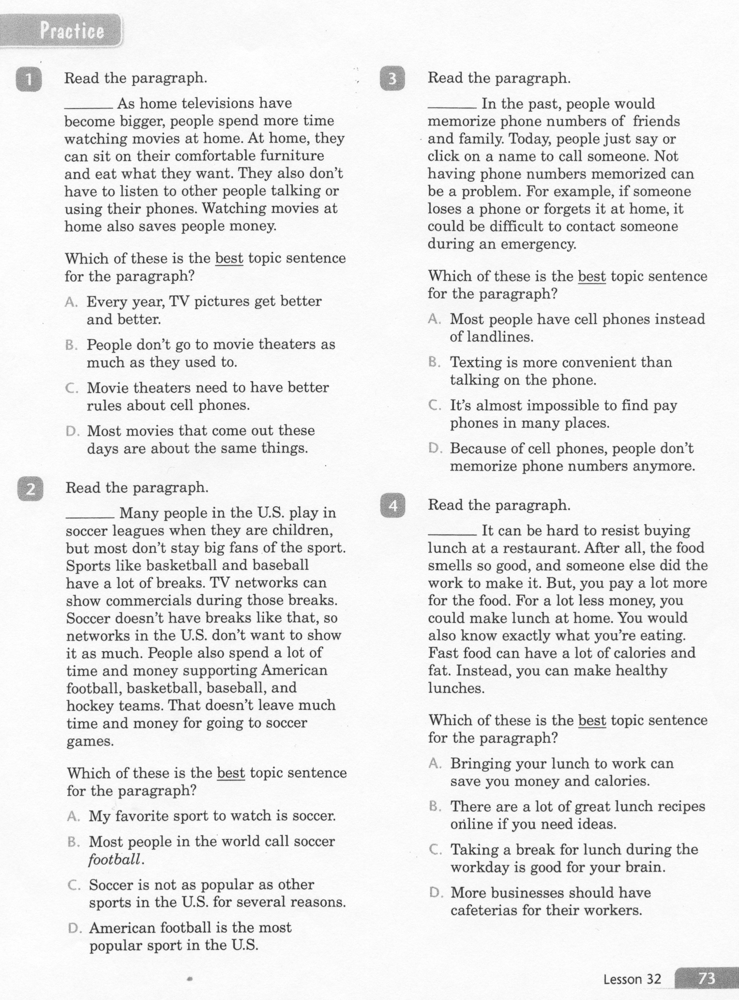 Practice
1
Read the paragraph.
______ As home televisions have
become bigger, people spend more time
watching movies at home. At home, they
can sit on their comfortable furniture
and eat what they want. They also don't
have to listen to other people talking or
using their phones. Watching movies at
home also saves people money.
Which of these is the best topic sentence
for the paragraph?
A. Every year, TV pictures get better
and better.
B. People don't go to movie theaters as
much as they used to.
C. Movie theaters need to have better
rules about cell phones.
D. Most movies that come out these
days are about the same things.
2
Read the paragraph.
______ Many people in the U.S. play in
soccer leagues when they are children,
but most don't stay big fans of the sport.
Sports like basketball and baseball
have a lot of breaks. TV networks can
show commercials during those breaks.
Soccer doesn't have breaks like that, so
networks in the U.S. don't want to show
it as much. People also spend a lot of
time and money supporting American
football, basketball, baseball, and
hockey teams. That doesn't leave much
time and money for going to soccer
games.
Which of these is the best topic sentence
for the paragraph?
A. My favorite sport to watch is soccer.
B. Most people in the world call soccer
football.
C. Soccer is not as popular as other
sports in the U.S. for several reasons.
D. American football is the most
popular sport in the U.S.
3
Read the paragraph.
______ In the past, people would
memorize phone numbers of friends
and family. Today, people just say or
click on a name to call someone. Not
having phone numbers memorized can
be a problem. For example, if someone
loses a phone or forgets it at home, it
could be difficult to contact someone
during an emergency.
Which of these is the best topic sentence
for the paragraph?
A. Most people have cell phones instead
of landlines.
B. Texting is more convenient than
talking on the phone.
C. It's almost impossible to find pay
phones in many places.
D. Because of cell phones, people don't
memorize phone numbers anymore.
4
Read the paragraph.
______ It can be hard to resist buying
lunch at a restaurant. After all, the food
smells so good, and someone else did the
work to make it. But, you pay a lot more
for the food. For a lot less money, you
could make lunch at home. You would
also know exactly what you're eating.
Fast food can have a lot of calories and
fat. Instead, you can make healthy
lunches.
Which of these is the best topic sentence
for the paragraph?
A. Bringing your lunch to work can
save you money and calories.
B. There are a lot of great lunch recipes
online if you need ideas.
C. Taking a break for lunch during the
workday is good for your brain.
D. More businesses should have
cafeterias for their workers.
Lesson 32 73